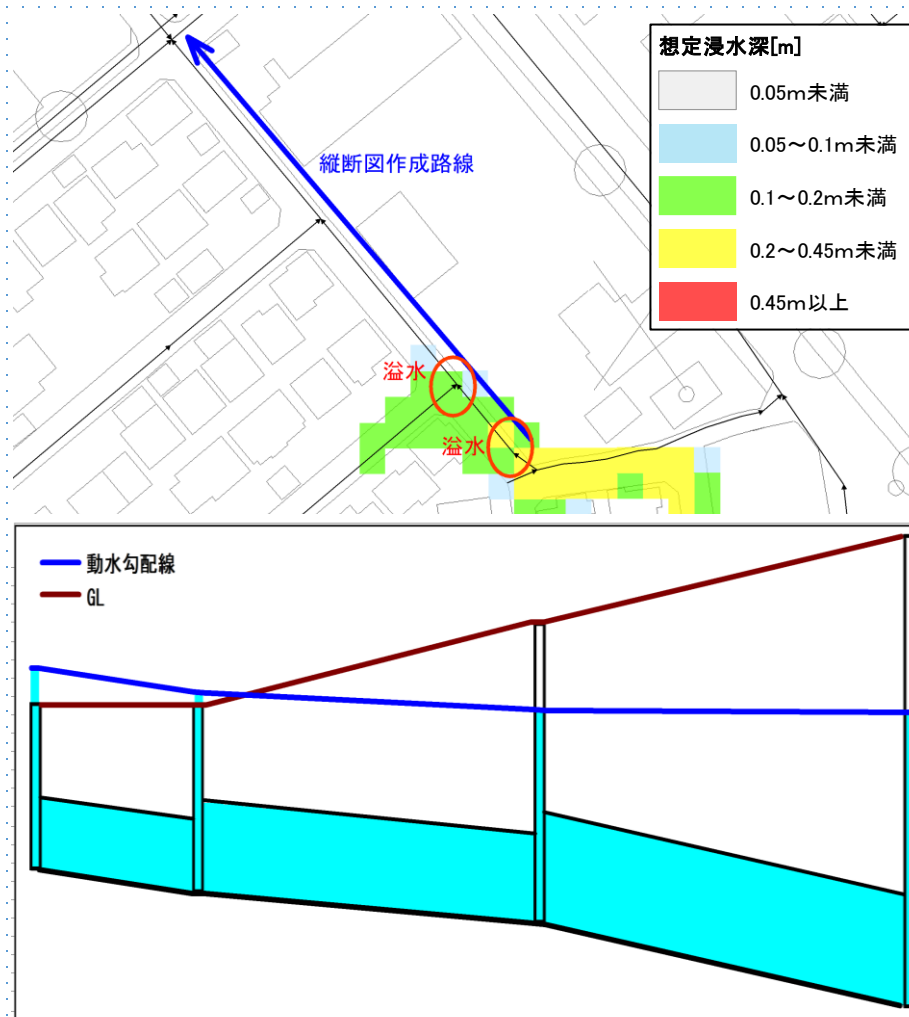 想定浸水深[m]
0.05m未満
0.05~0.1m未満
0.1~0.2m未満
0.2~0.45m未満
0.45m以上
縦断図作成路線
溢水
溢水
動水勾配線
GL